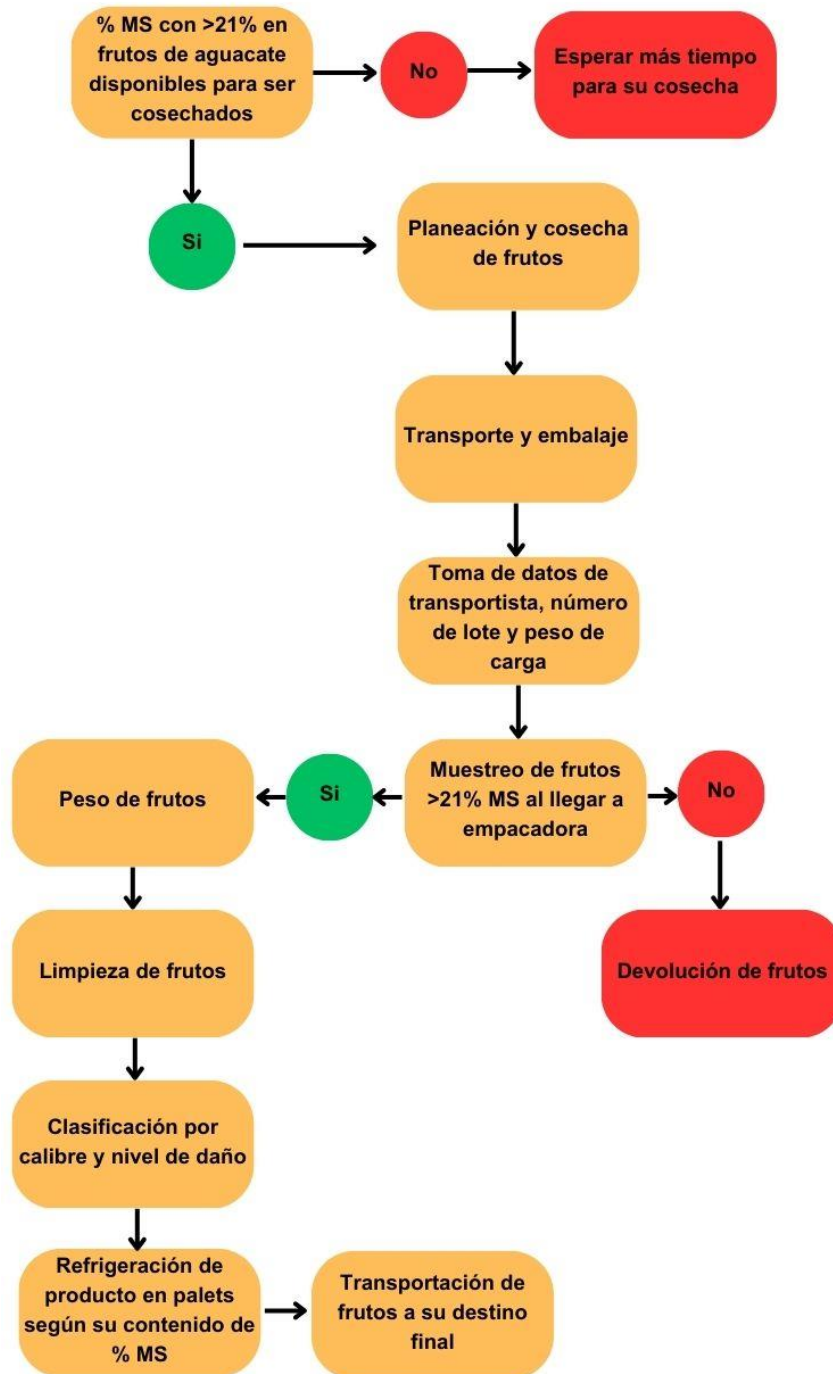 % MS con >21% en
frutos de aguacate
disponibles para ser
cosechados
No
Esperar más tiempo
para su cosecha
Si
Planeación y cosecha
de frutos
Transporte y embalaje
Toma de datos de
transportista, número
de lote y peso de
carga
Peso de frutos
Si
Muestreo de frutos
>21% MS al llegar a
empacadora
No
Limpieza de frutos
Devolución de frutos
Clasificación por
calibre y nivel de daño
Refrigeración de
producto en palets
según su contenido de
% MS
Transportación de
frutos a su destino
final